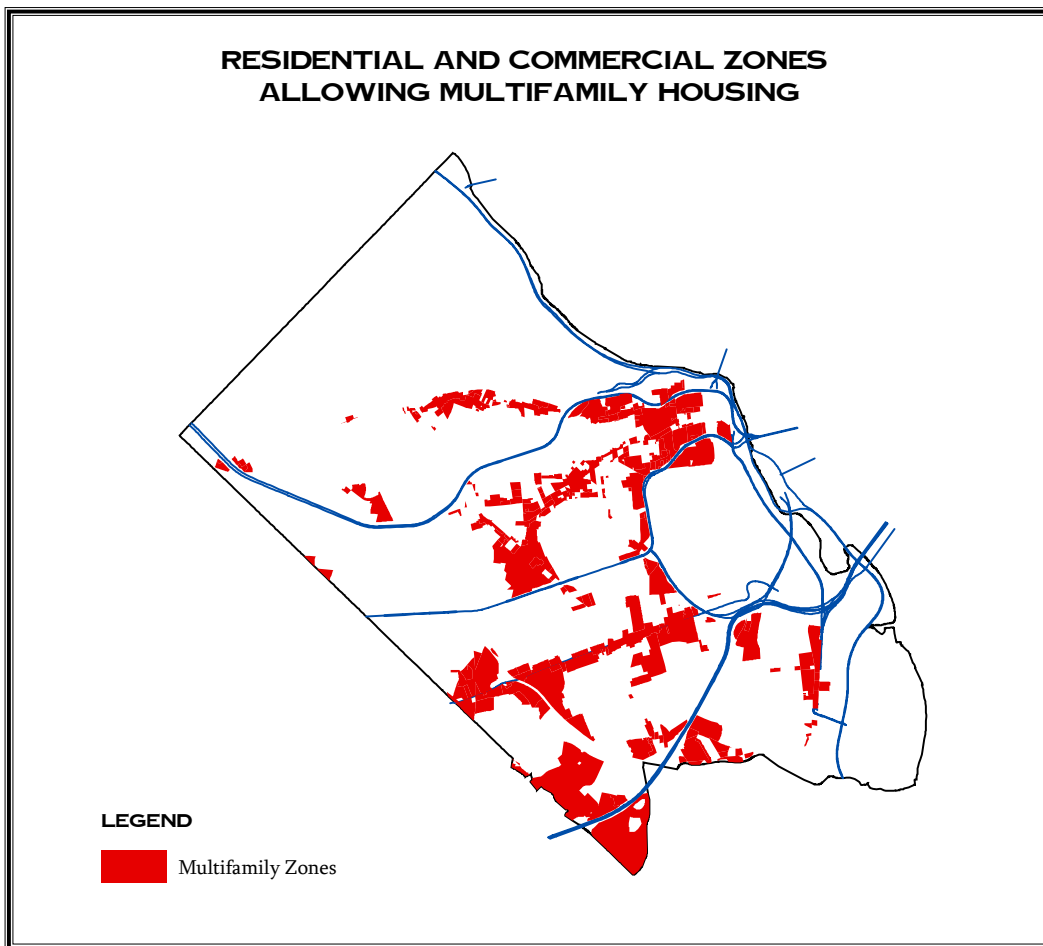 RESIDENTIAL AND COMMERCIAL ZONES
ALLOWING MULTIFAMILY HOUSING
LEGEND
Multifamily Zones